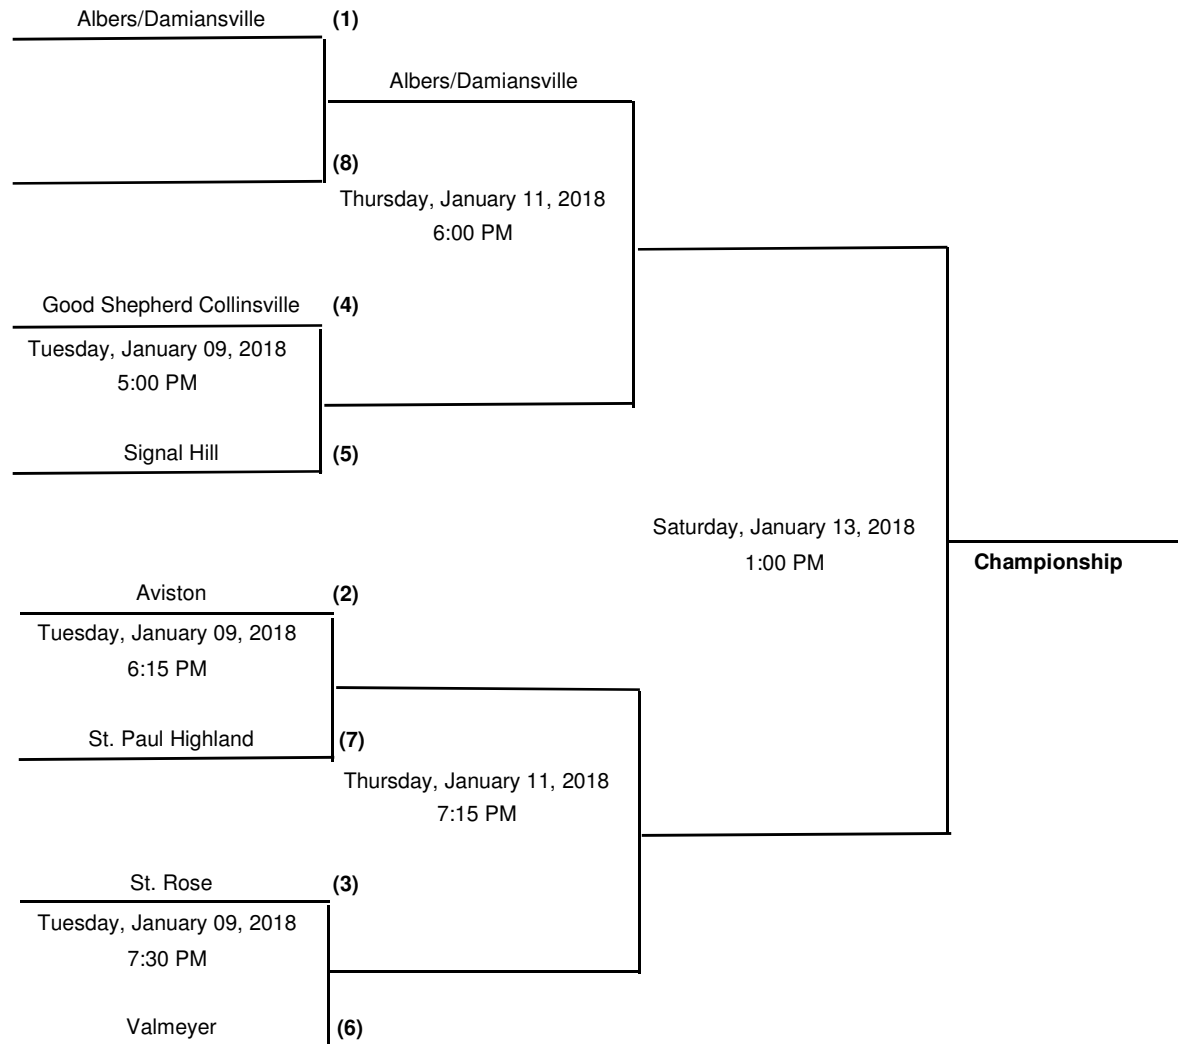 Albers/Damiansville (1)
Albers/Damiansville
(8)
Thursday, January 11, 2018
6:00 PM
Good Shepherd Collinsville (4)
Tuesday, January 09, 2018
5:00 PM
Signal Hill (5)
Saturday, January 13, 2018
1:00 PM
Championship
Aviston (2)
Tuesday, January 09, 2018
6:15 PM
St. Paul Highland (7)
Thursday, January 11, 2018
7:15 PM
St. Rose (3)
Tuesday, January 09, 2018
7:30 PM
Valmeyer (6)